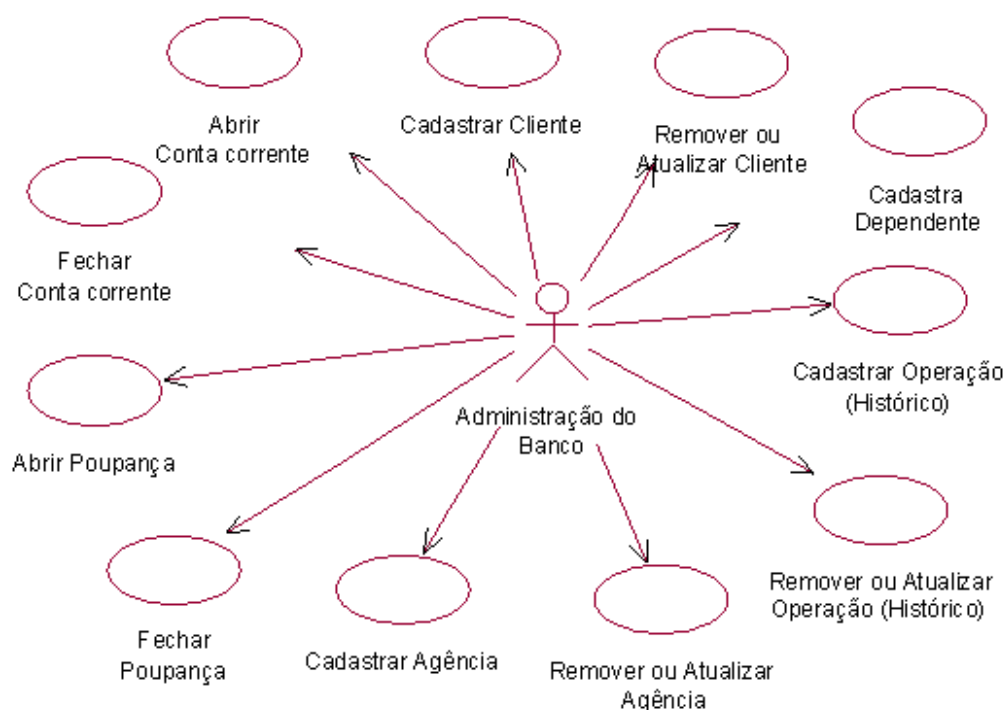 Abrir
Conta corrente
Cadastrar Cliente
Remover ou
Atualizar Cliente
Cadastra
Dependente
Fechar
Conta corrente
Cadastrar Operação
(Histórico)
Administração do
Banco
Abrir Poupança
Remover ou Atualizar
Operação (Histórico)
Fechar
Poupança
Cadastrar Agência
Remover ou Atualizar
Agência